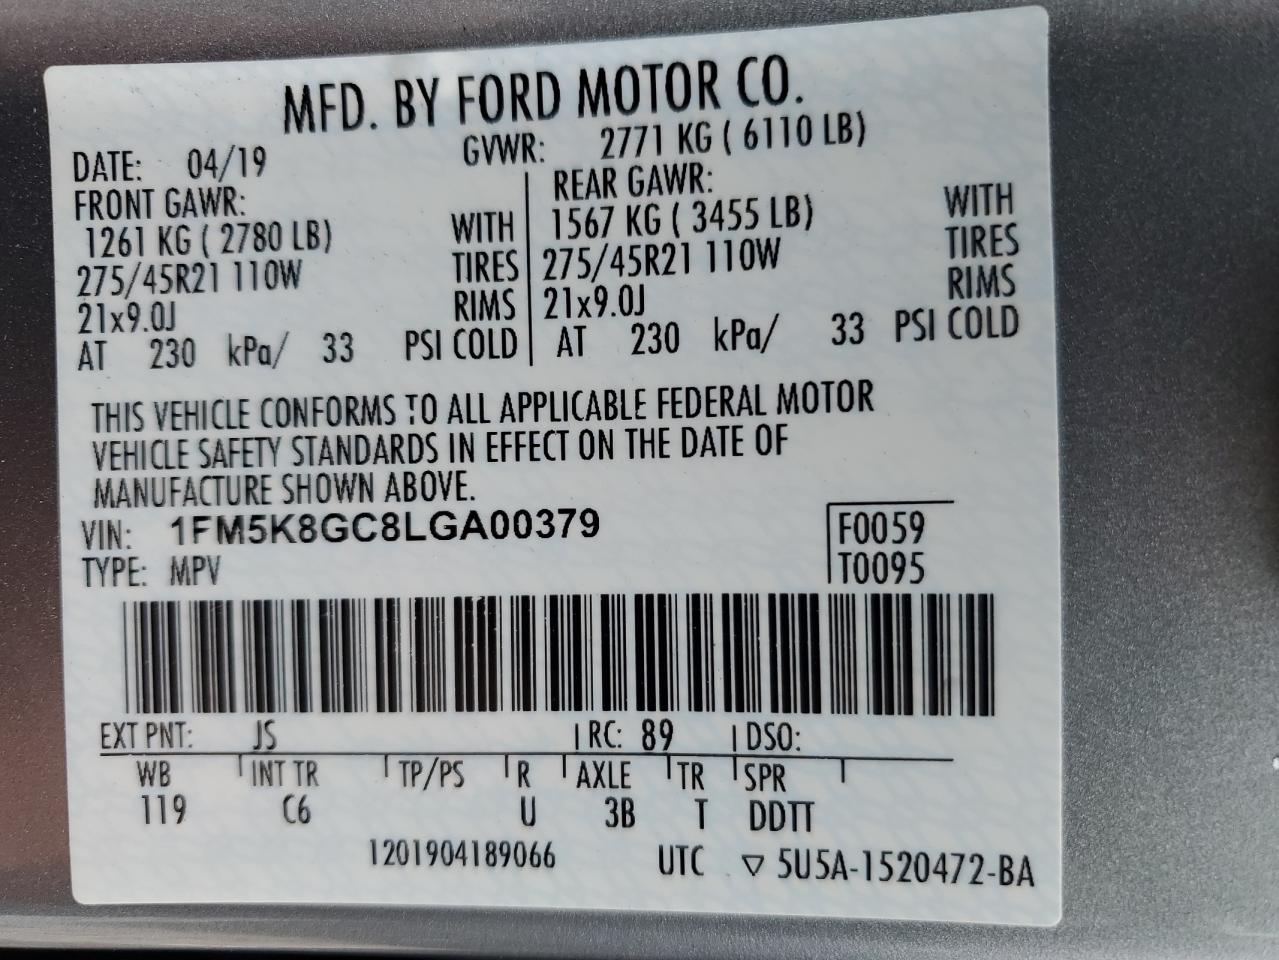 MFD. BY FORD MOTOR CO.
DATE: 04/19 GVWR: 2771 KG ( 6110 LB)
FRONT GAWR: REAR GAWR:
1261 KG ( 2780 LB) WITH 1567 KG ( 3455 LB) WITH
275/45R21 110W TIRES 275/45R21 110W TIRES
21x9.0J RIMS 21x9.0J RIMS
AT 230 kPa/ 33 PSI COLD AT 230 kPa/ 33 PSI COLD
THIS VEHICLE CONFORMS TO ALL APPLICABLE FEDERAL MOTOR
VEHICLE SAFETY STANDARDS IN EFFECT ON THE DATE OF
MANUFACTURE SHOWN ABOVE.
VIN: 1FM5K8GC8LGA00379 F0059
TYPE: MPV T0095
EXT PNT: JS RC: 89 DSO:
WB INT TR TP/PS R AXLE TR SPR
119 C6 U 3B T DDTT
1201904189066 UTC ▽ 5U5A-1520472-BA